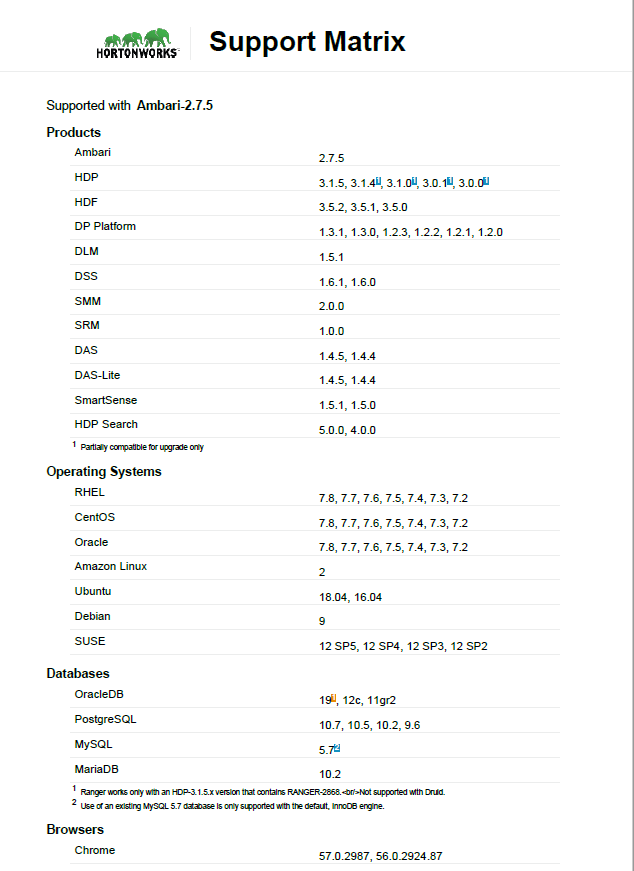 HORTONWORKS
Support Matrix
Supported with Ambari-2.7.5
Products
Ambari 2.7.5
HDP 3.1.5, 3.1.4[1], 3.1.0[1], 3.0.1[1], 3.0.0[1]
HDF 3.5.2, 3.5.1, 3.5.0
DP Platform 1.3.1, 1.3.0, 1.2.3, 1.2.2, 1.2.1, 1.2.0
DLM 1.5.1
DSS 1.6.1, 1.6.0
SMM 2.0.0
SRM 1.0.0
DAS 1.4.5, 1.4.4
DAS-Lite 1.4.5, 1.4.4
SmartSense 1.5.1, 1.5.0
HDP Search 5.0.0, 4.0.0
1 Partially compatible for upgrade only
Operating Systems
RHEL 7.8, 7.7, 7.6, 7.5, 7.4, 7.3, 7.2
CentOS 7.8, 7.7, 7.6, 7.5, 7.4, 7.3, 7.2
Oracle 7.8, 7.7, 7.6, 7.5, 7.4, 7.3, 7.2
Amazon Linux 2
Ubuntu 18.04, 16.04
Debian 9
SUSE 12 SP5, 12 SP4, 12 SP3, 12 SP2
Databases
OracleDB 19[1], 12c, 11gr2
PostgreSQL 10.7, 10.5, 10.2, 9.6
MySQL 5.7[2]
MariaDB 10.2
1 Ranger works only with an HDP-3.1.5.x version that contains RANGER-2868.<br/>Not supported with Druid.
2 Use of an existing MySQL 5.7 database is only supported with the default, InnoDB engine.
Browsers
Chrome 57.0.2987, 56.0.2924.87